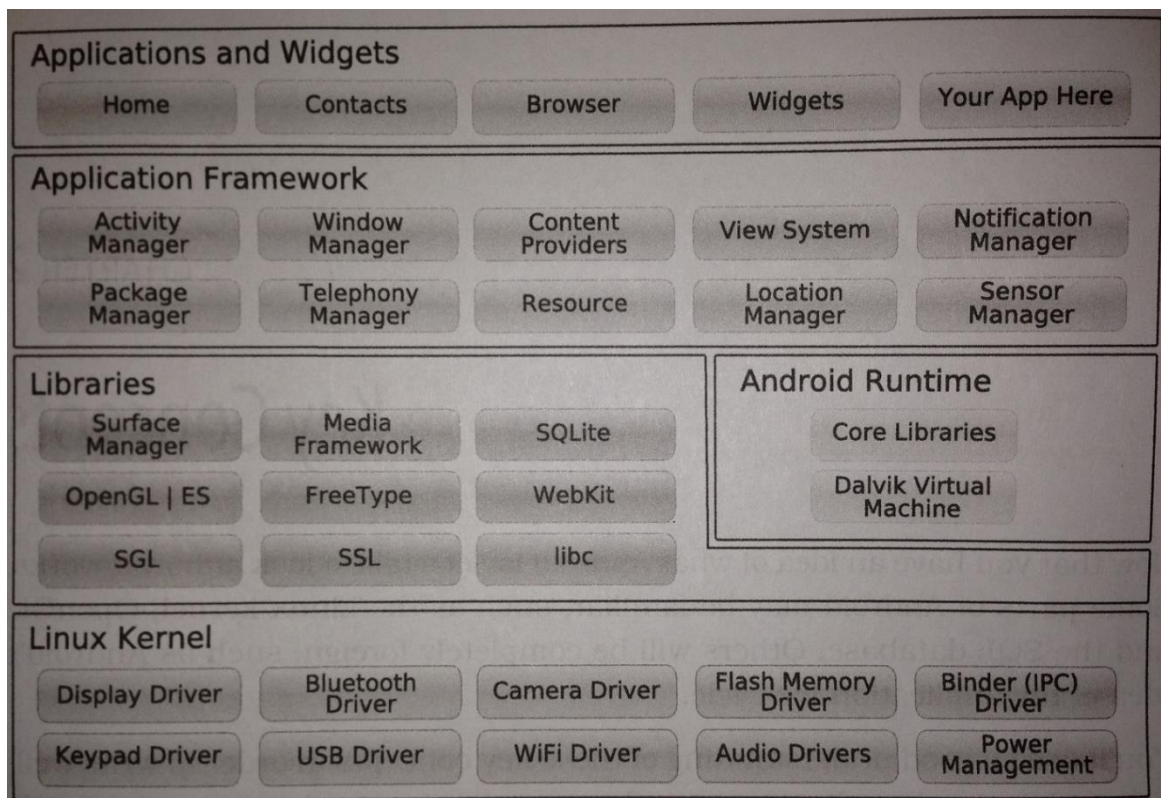 Applications and Widgets
Home Contacts Browser Widgets Your App Here
Application Framework
Activity Manager
Window Manager
Content Providers
View System
Notification Manager
Package Manager
Telephony Manager
Resource
Location Manager
Sensor Manager
Libraries
Surface Manager
Media Framework
SQLite
OpenGL | ES
FreeType
WebKit
SGL
SSL
libc
Android Runtime
Core Libraries
Dalvik Virtual Machine
Linux Kernel
Display Driver
Bluetooth Driver
Camera Driver
Flash Memory Driver
Binder (IPC) Driver
Keypad Driver
USB Driver
WiFi Driver
Audio Drivers
Power Management